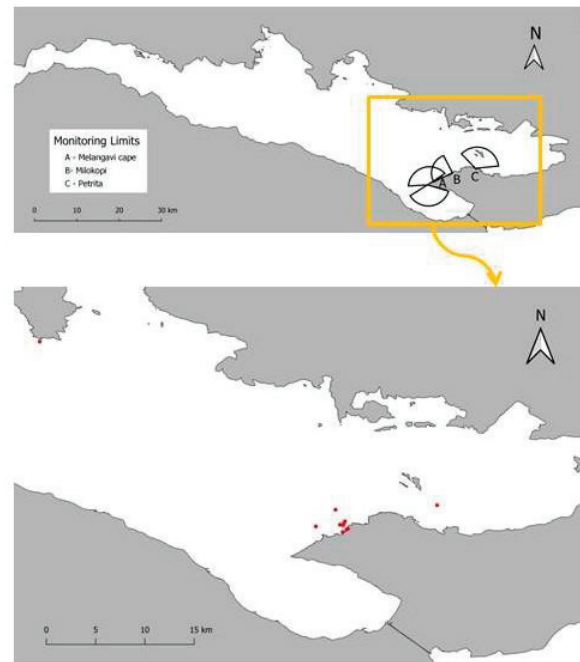 N
Monitoring Limits
A - Melangavi cape
B- Milokopi
C - Petrita
A
B
C
0 10 20 30 km
N
0 5 10 15 km